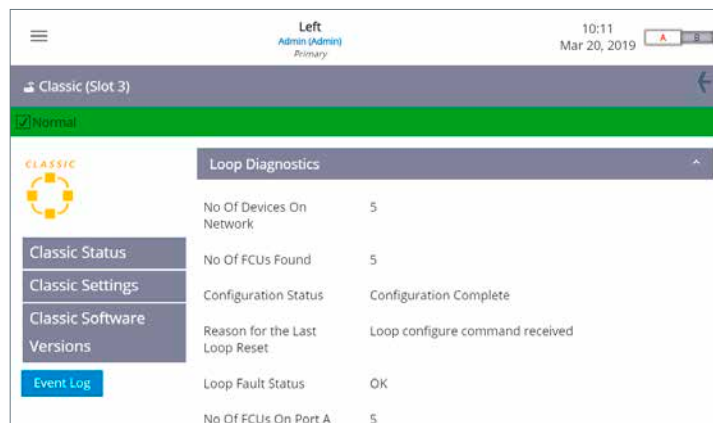 Left
Admin (Admin)
Primary
10:11
Mar 20, 2019
A
B
Classic (Slot 3)
Normal
CLASSIC
Classic Status
Classic Settings
Classic Software
Versions
Event Log
Loop Diagnostics
No Of Devices On
Network
5
No Of FCUs Found
5
Configuration Status
Configuration Complete
Reason for the Last
Loop Reset
Loop configure command received
Loop Fault Status
OK
No Of FCUs On Port A
5